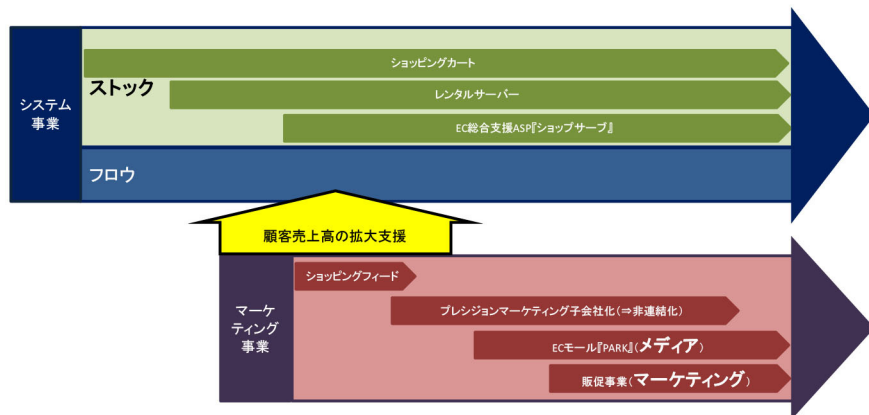 ショッピングカート
ストック
レンタルサーバー
システム
事業
EC総合支援ASP『ショップサーブ』
フロウ
顧客売上高の拡大支援
ショッピングフィード
プレシジョンマーケティング子会社化(⇒非連結化)
マーケ
ティング
事業
ECモール『PARK』(メディア)
販促事業(マーケティング)